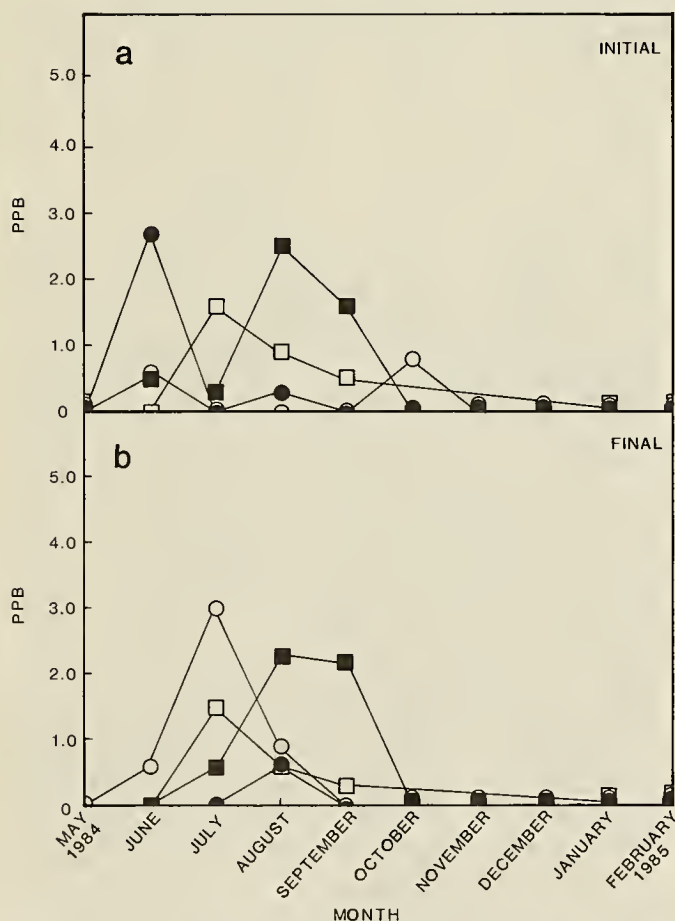 a
INITIAL
5.0
4.0
3.0
2.0
1.0
0
PPB
b
FINAL
5.0
4.0
3.0
2.0
1.0
0
PPB
MAY 1984
JUNE
JULY
AUGUST
SEPTEMBER
OCTOBER
NOVEMBER
DECEMBER
JANUARY
FEBRUARY 1985
MONTH